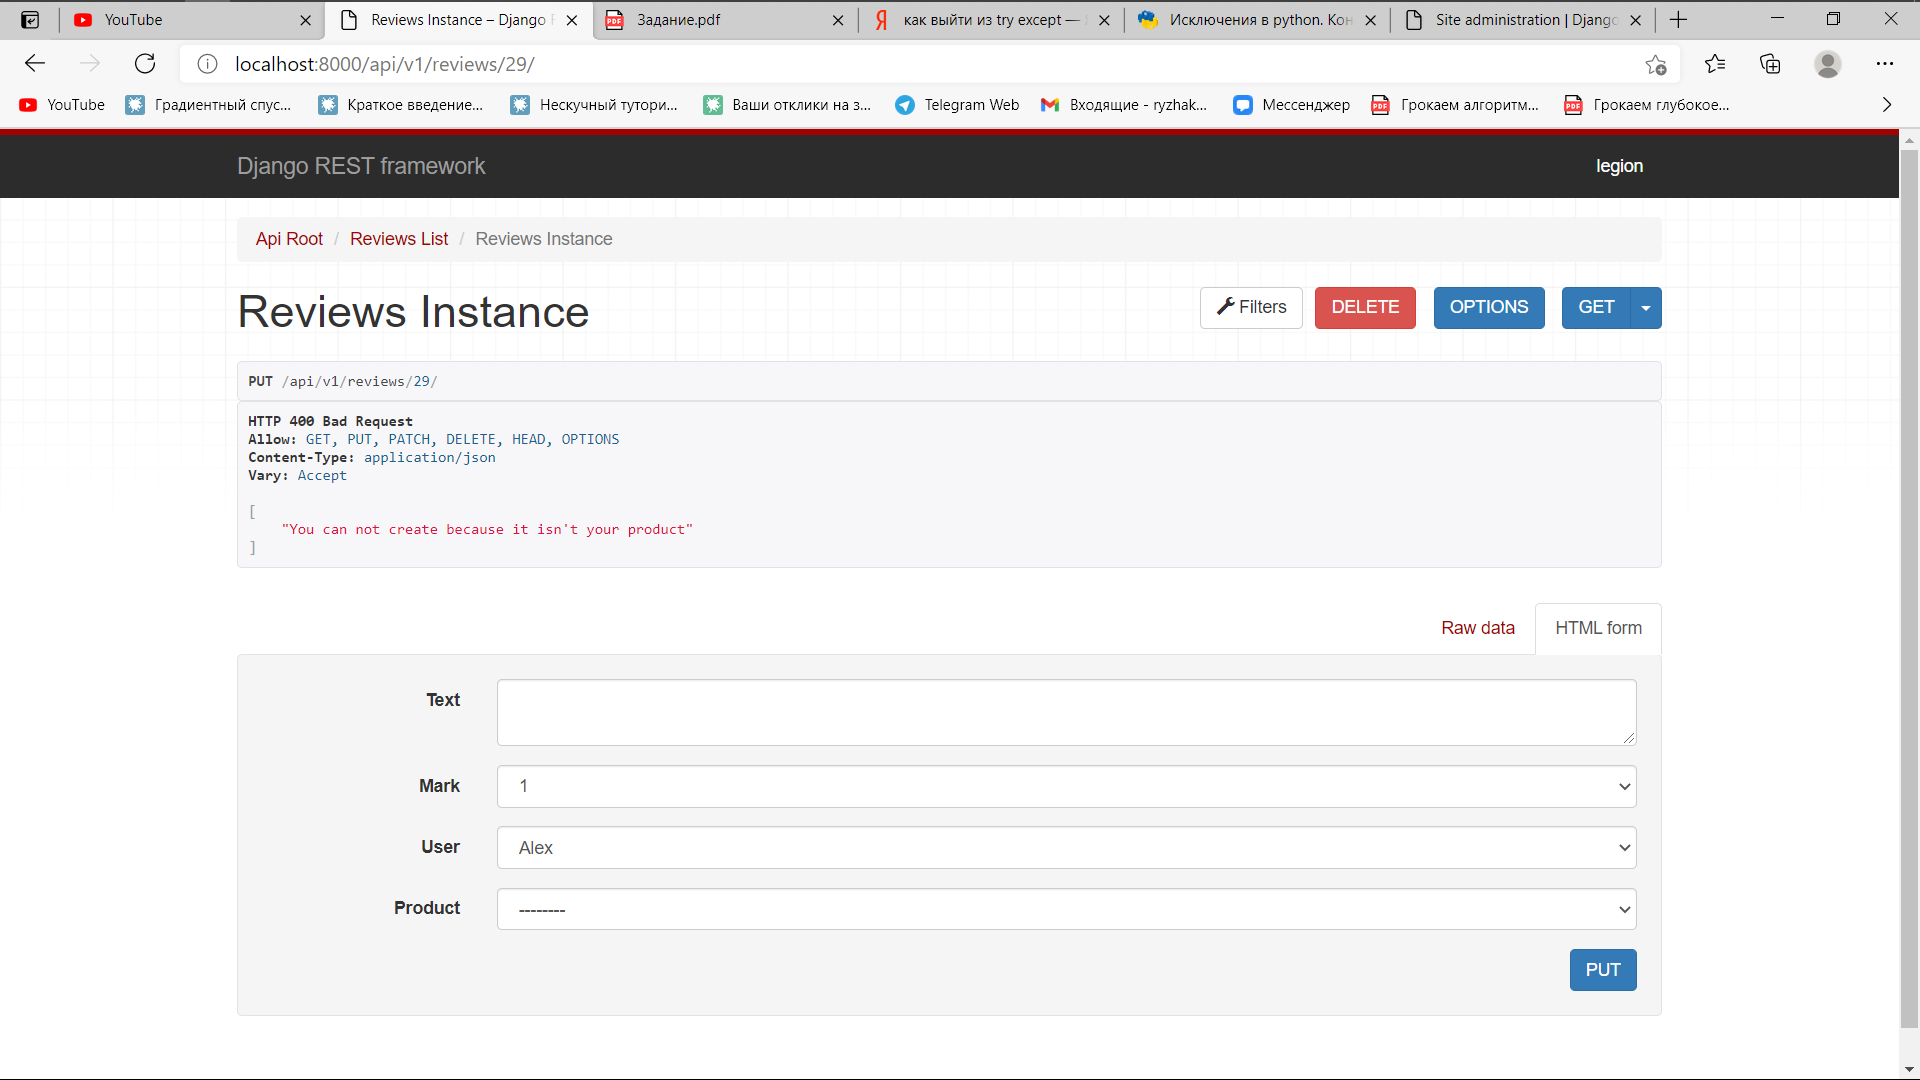 YouTube
Reviews Instance – Django
Задание.pdf
Я как выйти из try except —
Исключения в python. Кон
Site administration | Django
localhost:8000/api/v1/reviews/29/
YouTube
Градиентный спус...
Краткое введение...
Нескучный тутори...
Ваши отклики на з...
Telegram Web
Входящие - ryzhak...
Мессенджер
PDF Грокаем алгоритм...
PDF Грокаем глубокое...
Django REST framework
legion
Api Root / Reviews List / Reviews Instance
Reviews Instance
Filters
DELETE
OPTIONS
GET
PUT /api/v1/reviews/29/
HTTP 400 Bad Request
Allow: GET, PUT, PATCH, DELETE, HEAD, OPTIONS
Content-Type: application/json
Vary: Accept
[
"You can not create because it isn't your product"
]
Raw data
HTML form
Text
Mark
1
User
Alex
Product
--------
PUT